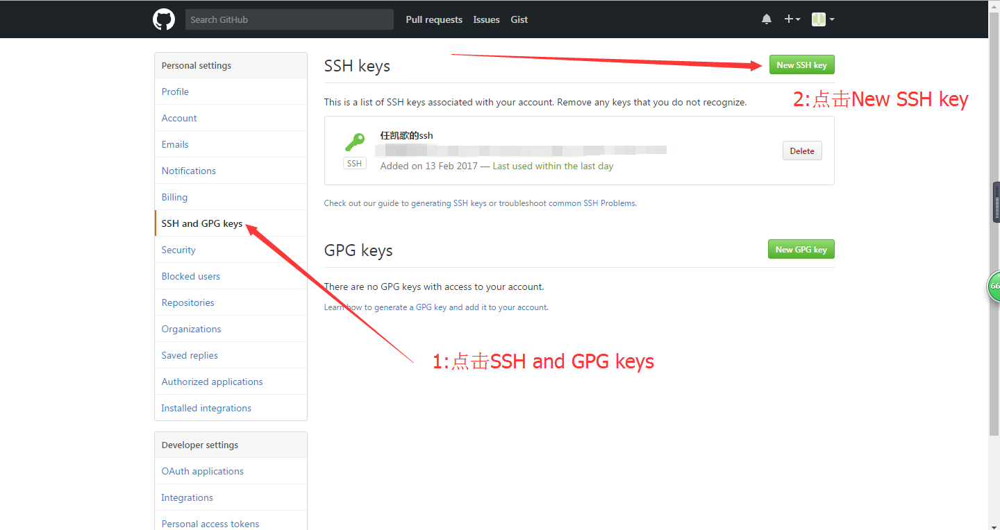 Search GitHub
Pull requests
Issues
Gist
Personal settings
Profile
Account
Emails
Notifications
Billing
SSH and GPG keys
Security
Blocked users
Repositories
Organizations
Saved replies
Authorized applications
Installed integrations
Developer settings
OAuth applications
Integrations
Personal access tokens
SSH keys
New SSH key
2:点击New SSH key
This is a list of SSH keys associated with your account. Remove any keys that you do not recognize.
任凯歌的ssh
SSH
Added on 13 Feb 2017 — Last used within the last day
Delete
Check out our guide to generating SSH keys or troubleshoot common SSH Problems.
GPG keys
New GPG key
There are no GPG keys with access to your account.
Learn how to generate a GPG key and add it to your account.
1:点击SSH and GPG keys
66